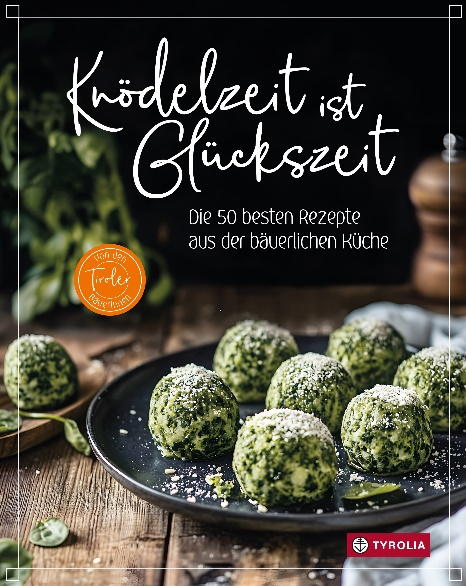 Knödelzeit ist
Glückszeit
Die 50 besten Rezepte
aus der bäuerlichen Küche
von den
Tiroler
Bäuerinnen
TYROLIA